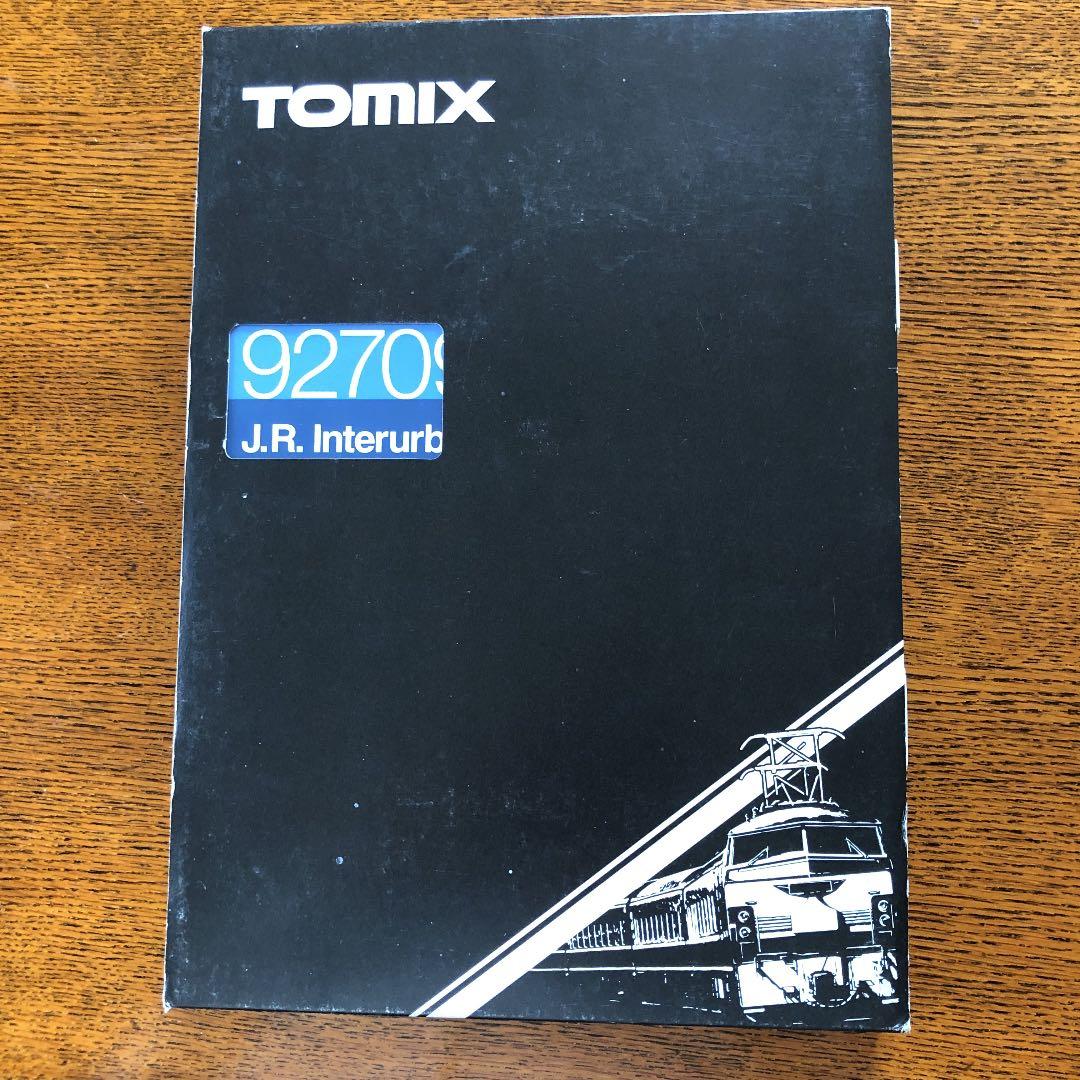 TOMIX
9270
J.R. Interurb